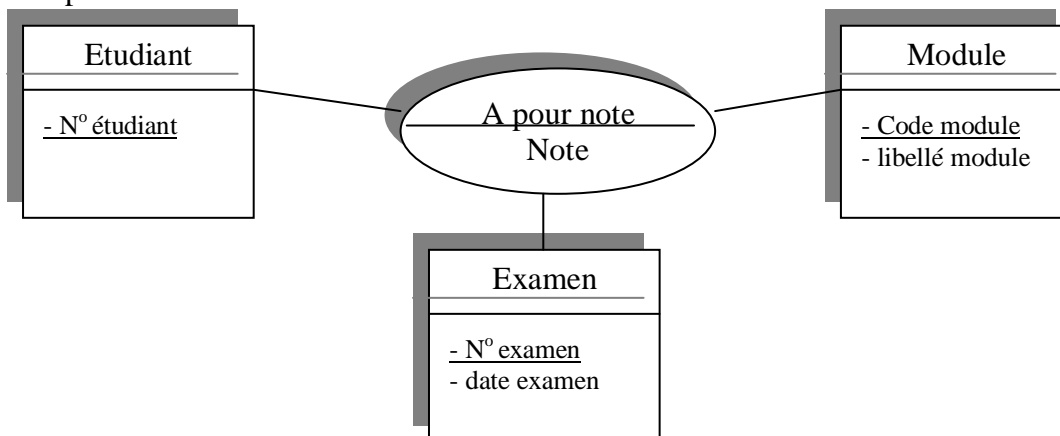 Etudiant
- N° étudiant
A pour note
Note
Module
- Code module
- libellé module
Examen
- N° examen
- date examen